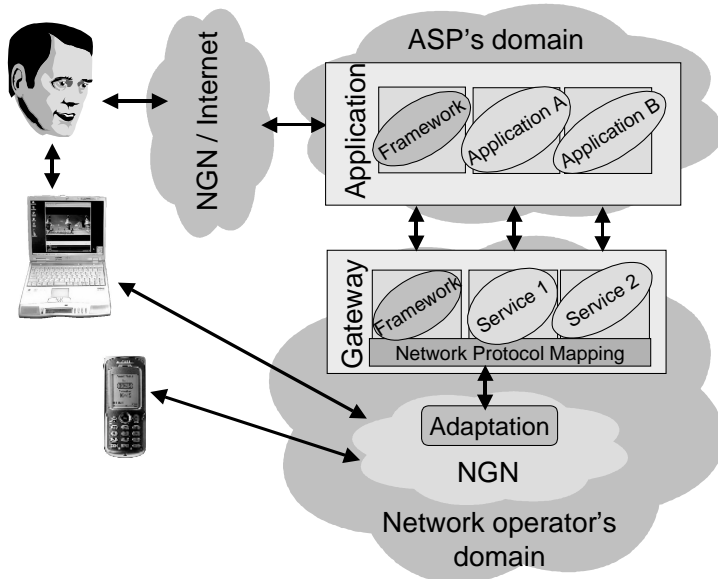 ASP's domain
NGN / Internet
Application
Framework
Application A
Application B
Gateway
Framework
Service 1
Service 2
Network Protocol Mapping
Adaptation
NGN
Network operator's
domain